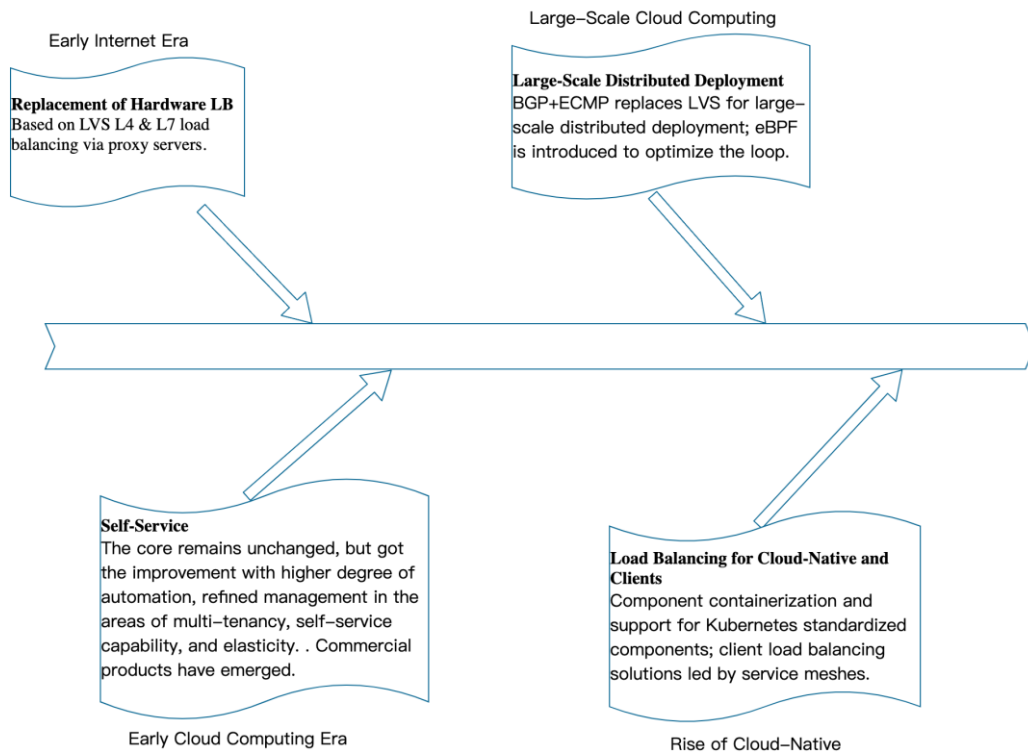 Early Internet Era
Replacement of Hardware LB
Based on LVS L4 & L7 load
balancing via proxy servers.
Large-Scale Cloud Computing
Large-Scale Distributed Deployment
BGP+ECMP replaces LVS for large-
scale distributed deployment; eBPF
is introduced to optimize the loop.
Self-Service
The core remains unchanged, but got
the improvement with higher degree of
automation, refined management in the
areas of multi-tenancy, self-service
capability, and elasticity. . Commercial
products have emerged.
Early Cloud Computing Era
Load Balancing for Cloud-Native and
Clients
Component containerization and
support for Kubernetes standardized
components; client load balancing
solutions led by service meshes.
Rise of Cloud-Native